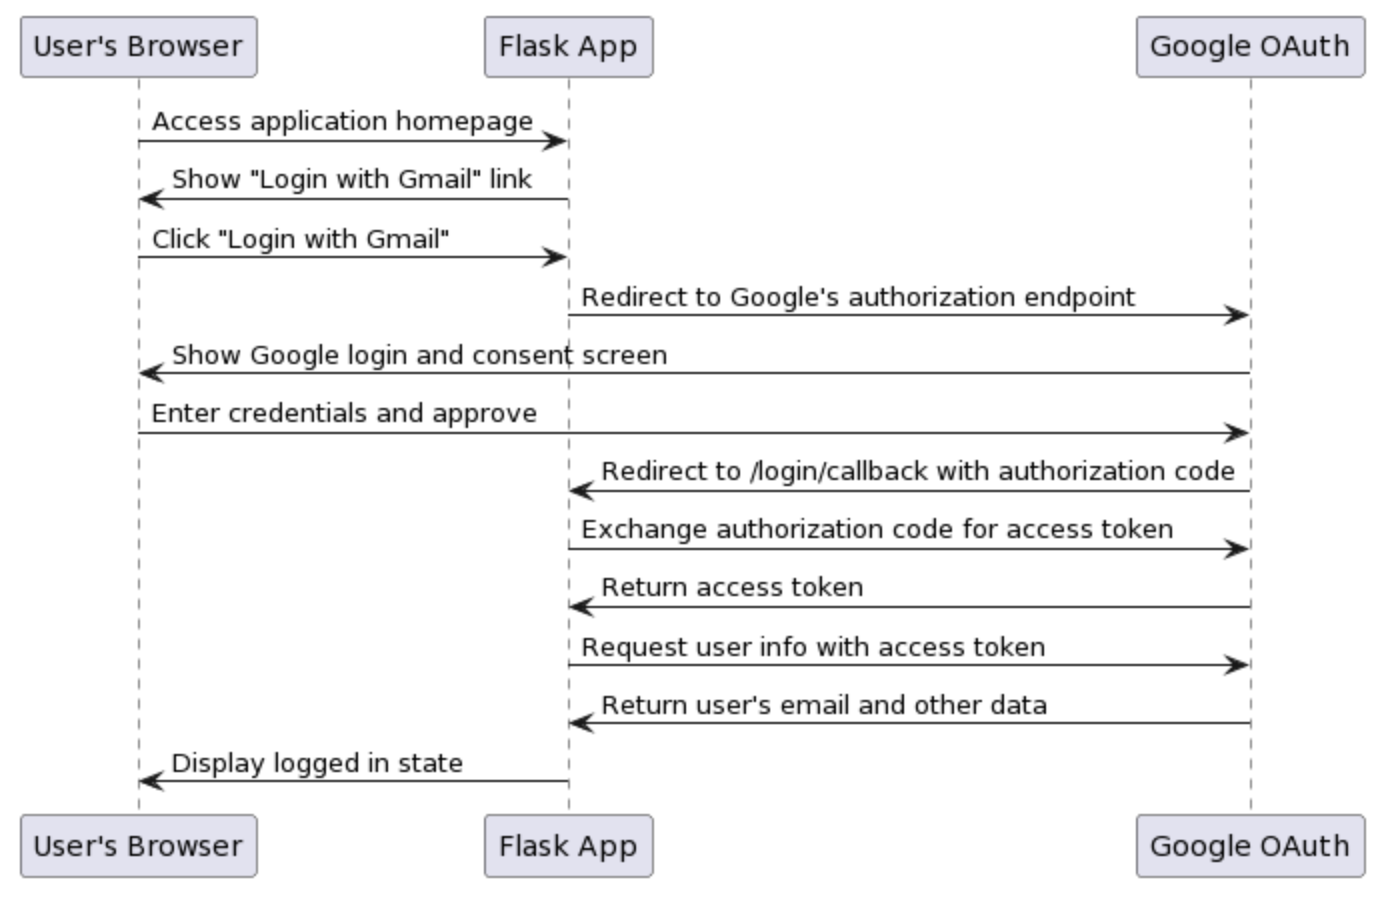 User's Browser
Flask App
Google OAuth
Access application homepage
Show "Login with Gmail" link
Click "Login with Gmail"
Redirect to Google's authorization endpoint
Show Google login and consent screen
Enter credentials and approve
Redirect to /login/callback with authorization code
Exchange authorization code for access token
Return access token
Request user info with access token
Return user's email and other data
Display logged in state
User's Browser
Flask App
Google OAuth